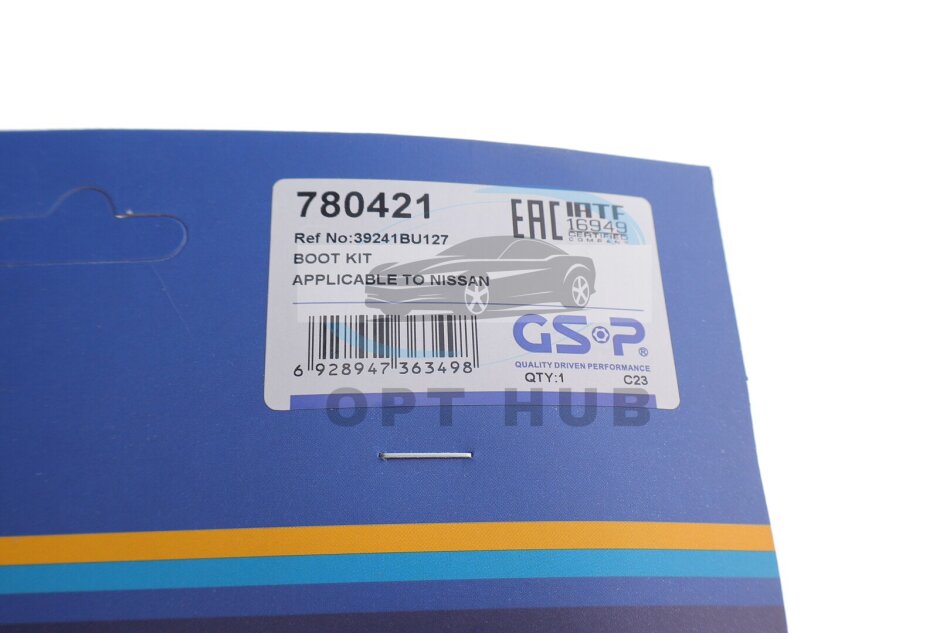 780421
EAC
IATF
16949
CERTIFIED
COMPANY
Ref No:39241BU127
BOOT KIT
APPLICABLE TO NISSAN
GSP®
QUALITY DRIVEN PERFORMANCE
6 928947 363498
QTY:1
C23
OPT HUB